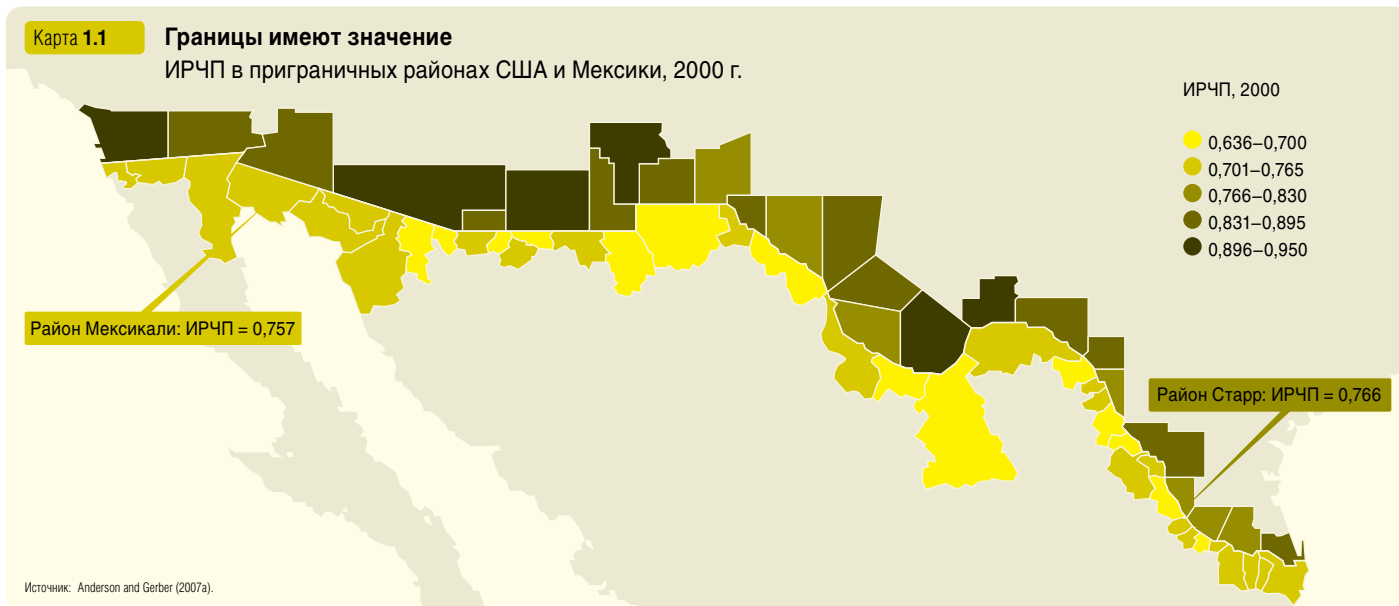 Карта 1.1
Границы имеют значение
ИРЧП в приграничных районах США и Мексики, 2000 г.
ИРЧП, 2000
0,636–0,700
0,701–0,765
0,766–0,830
0,831–0,895
0,896–0,950
Район Мексикали: ИРЧП = 0,757
Район Старр: ИРЧП = 0,766
Источник: Anderson and Gerber (2007a).